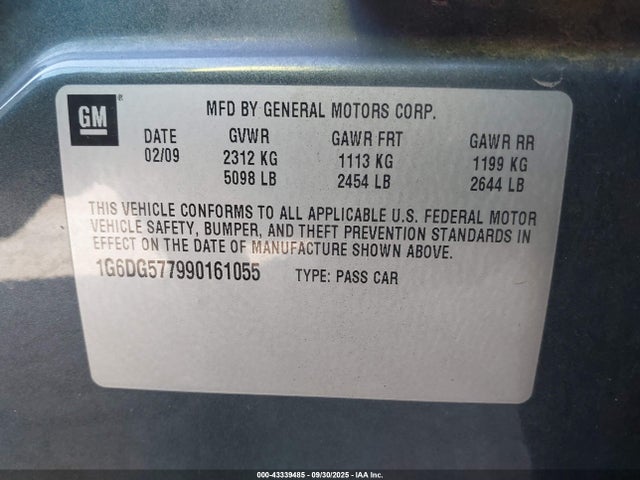 GM ®
MFD BY GENERAL MOTORS CORP.
DATE GVWR GAWR FRT GAWR RR
02/09 2312 KG 1113 KG 1199 KG
5098 LB 2454 LB 2644 LB
THIS VEHICLE CONFORMS TO ALL APPLICABLE U.S. FEDERAL MOTOR
VEHICLE SAFETY, BUMPER, AND THEFT PREVENTION STANDARDS IN
EFFECT ON THE DATE OF MANUFACTURE SHOWN ABOVE.
1G6DG577990161055 TYPE: PASS CAR
000-43339485 - 09/30/2025 - IAA Inc.